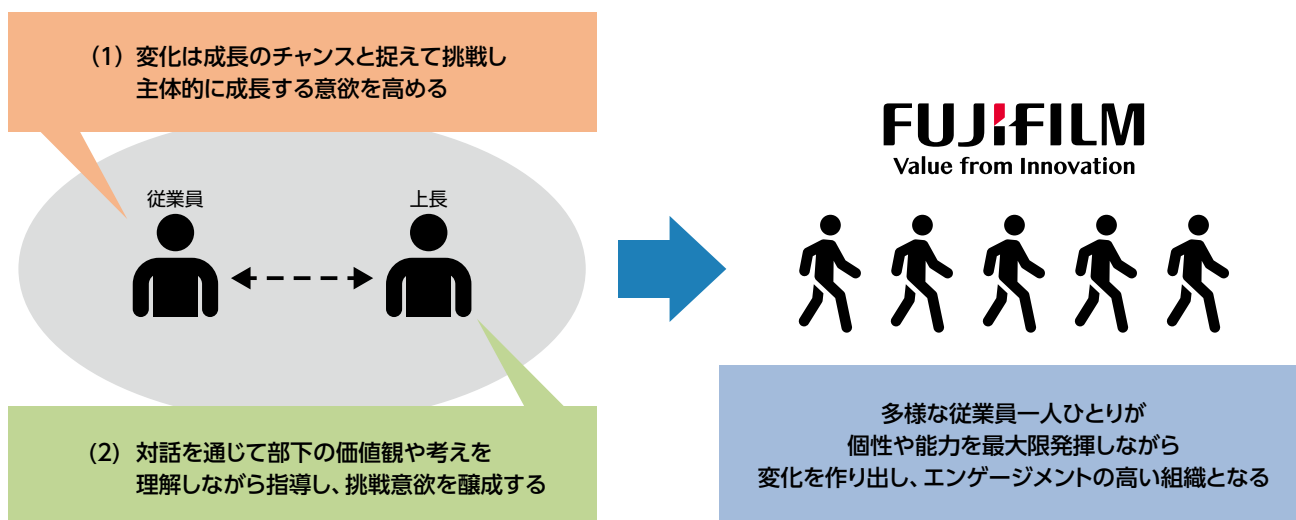 (1) 変化は成長のチャンスと捉えて挑戦し
主体的に成長する意欲を高める
従業員
上長
(2) 対話を通じて部下の価値観や考えを
理解しながら指導し、挑戦意欲を醸成する
FUJIFILM
Value from Innovation
多様な従業員一人ひとりが
個性や能力を最大限発揮しながら
変化を作り出し、エンゲージメントの高い組織となる